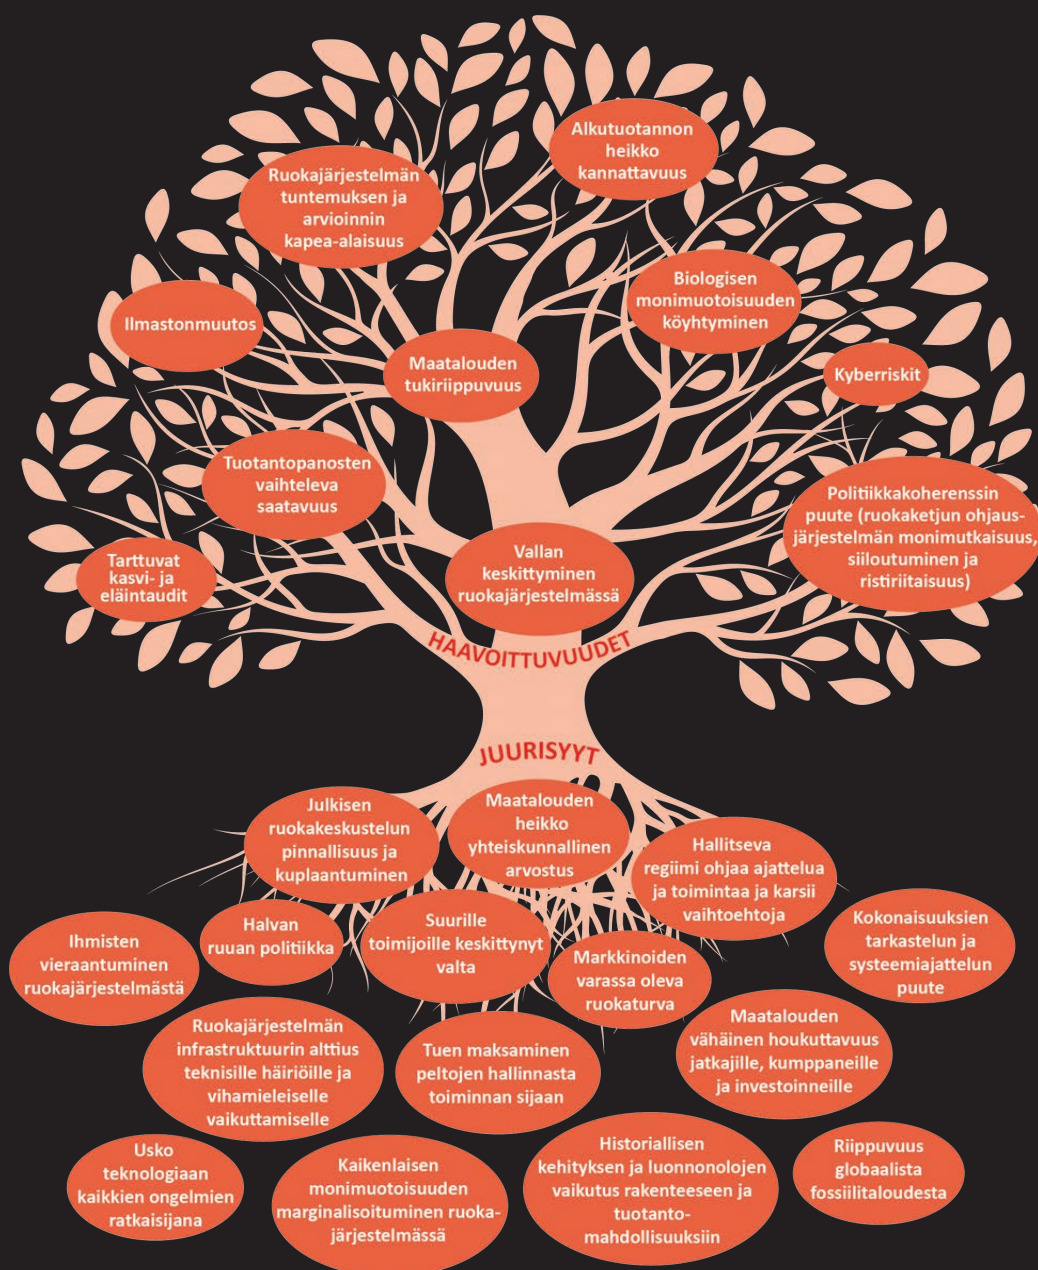 Alkutuotannon
heikko
kannattavuus
Ruokajärjestelmän
tuntemuksen ja
arvioinnin
kapea-alaisuus
Biologisen
monimuotoisuuden
köyhtyminen
Ilmastonmuutos
Maatalouden
tukiriippuvuus
Kyberriskit
Tuotantopanosten
vaihteleva
saatavuus
Politiikkakoherenssin
puute (ruokaketjun ohjaus-
järjestelmän monimutkaisuus,
siiloutuminen ja
ristiriitaisuus)
Tarttuvat
kasvi- ja
eläintaudit
Vallan
keskittyminen
ruokajärjestelmässä
HAAVOITTUVUUDET
JUURISYYT
Julkisen
ruokakeskustelun
pinnallisuus ja
kuplaantuminen
Maatalouden
heikko
yhteiskunnallinen
arvostus
Hallitseva
regiimi ohjaa ajattelua
ja toimintaa ja karsii
vaihtoehtoja
Ihmisten
vieraantuminen
ruokajärjestelmästä
Halvan
ruuan politiikka
Suurille
toimijoille keskittynyt
valta
Markkinoiden
varassa oleva
ruokaturva
Kokonaisuuksien
tarkastelun ja
systeemiajattelun
puute
Ruokajärjestelmän
infrastruktuurin alttius
teknisille häiriöille ja
vihamieleiselle
vaikuttamiselle
Tuen maksaminen
peltojen hallinnasta
toiminnan sijaan
Maatalouden
vähäinen houkuttavuus
jatkajille, kumppaneille
ja investoinneille
Usko
teknologiaan
kaikkien ongelmien
ratkaisijana
Kaikenlaisen
monimuotoisuuden
marginalisoituminen ruoka-
järjestelmässä
Historiallisen
kehityksen ja luonnonolojen
vaikutus rakenteeseen ja
tuotanto-
mahdollisuuksiin
Riippuvuus
globaalista
fossiilitaloudesta